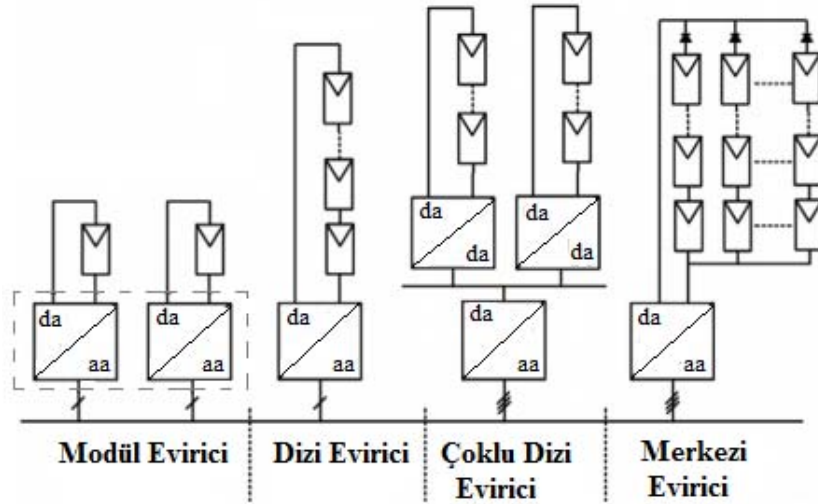 da
da
da
da
da
aa
da
aa
da
aa
da
aa
da
aa
Modül Evirici
Dizi Evirici
Çoklu Dizi
Evirici
Merkezi
Evirici